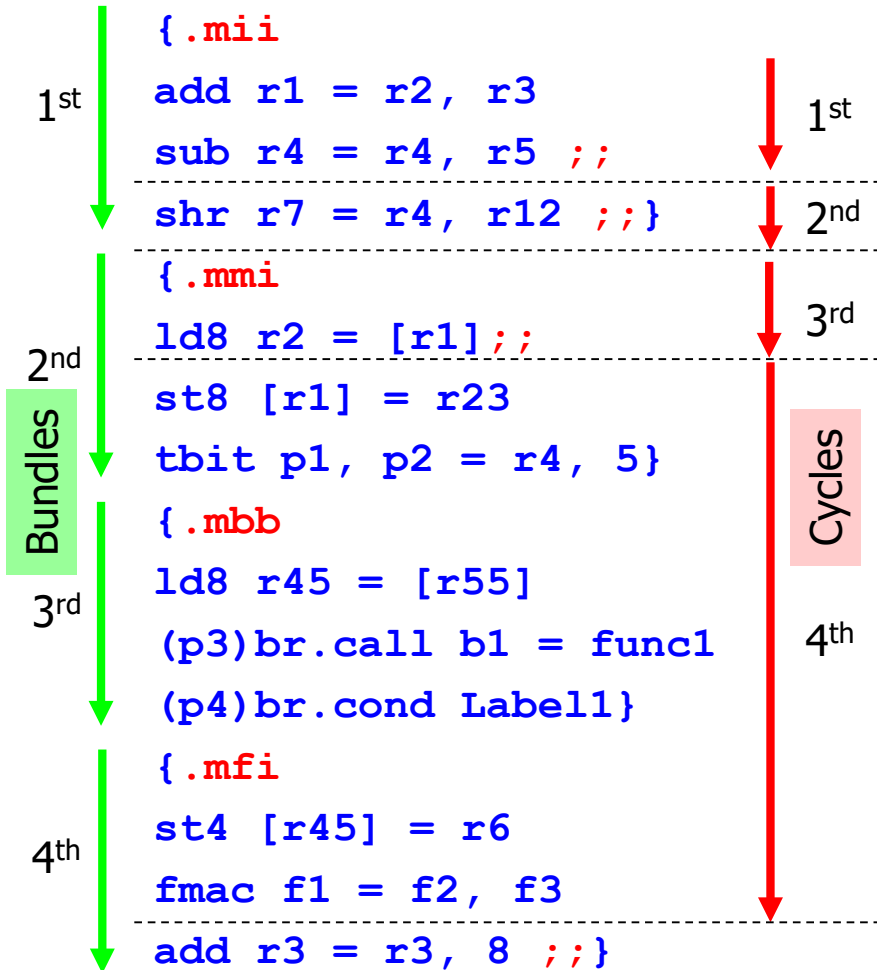 {.mii
1st
add r1 = r2, r3
1st
sub r4 = r4, r5 ;;
shr r7 = r4, r12 ;;}
2nd
{.mmi
3rd
ld8 r2 = [r1];;
2nd
st8 [r1] = r23
Bundles
Cycles
tbit p1, p2 = r4, 5}
{.mbb
ld8 r45 = [r55]
3rd
(p3)br.call b1 = func1
4th
(p4)br.cond Label1}
{.mfi
st4 [r45] = r6
4th
fmac f1 = f2, f3
add r3 = r3, 8 ;;}